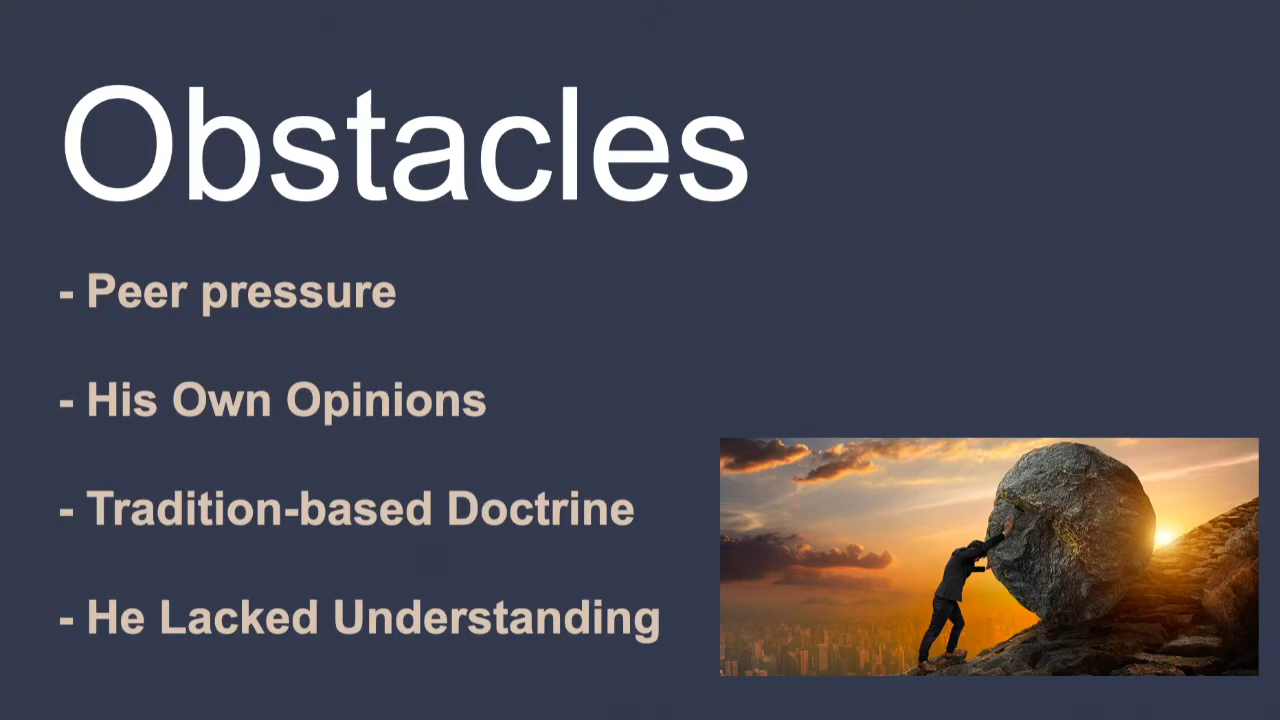 Obstacles
- Peer pressure
- His Own Opinions
- Tradition-based Doctrine
- He Lacked Understanding